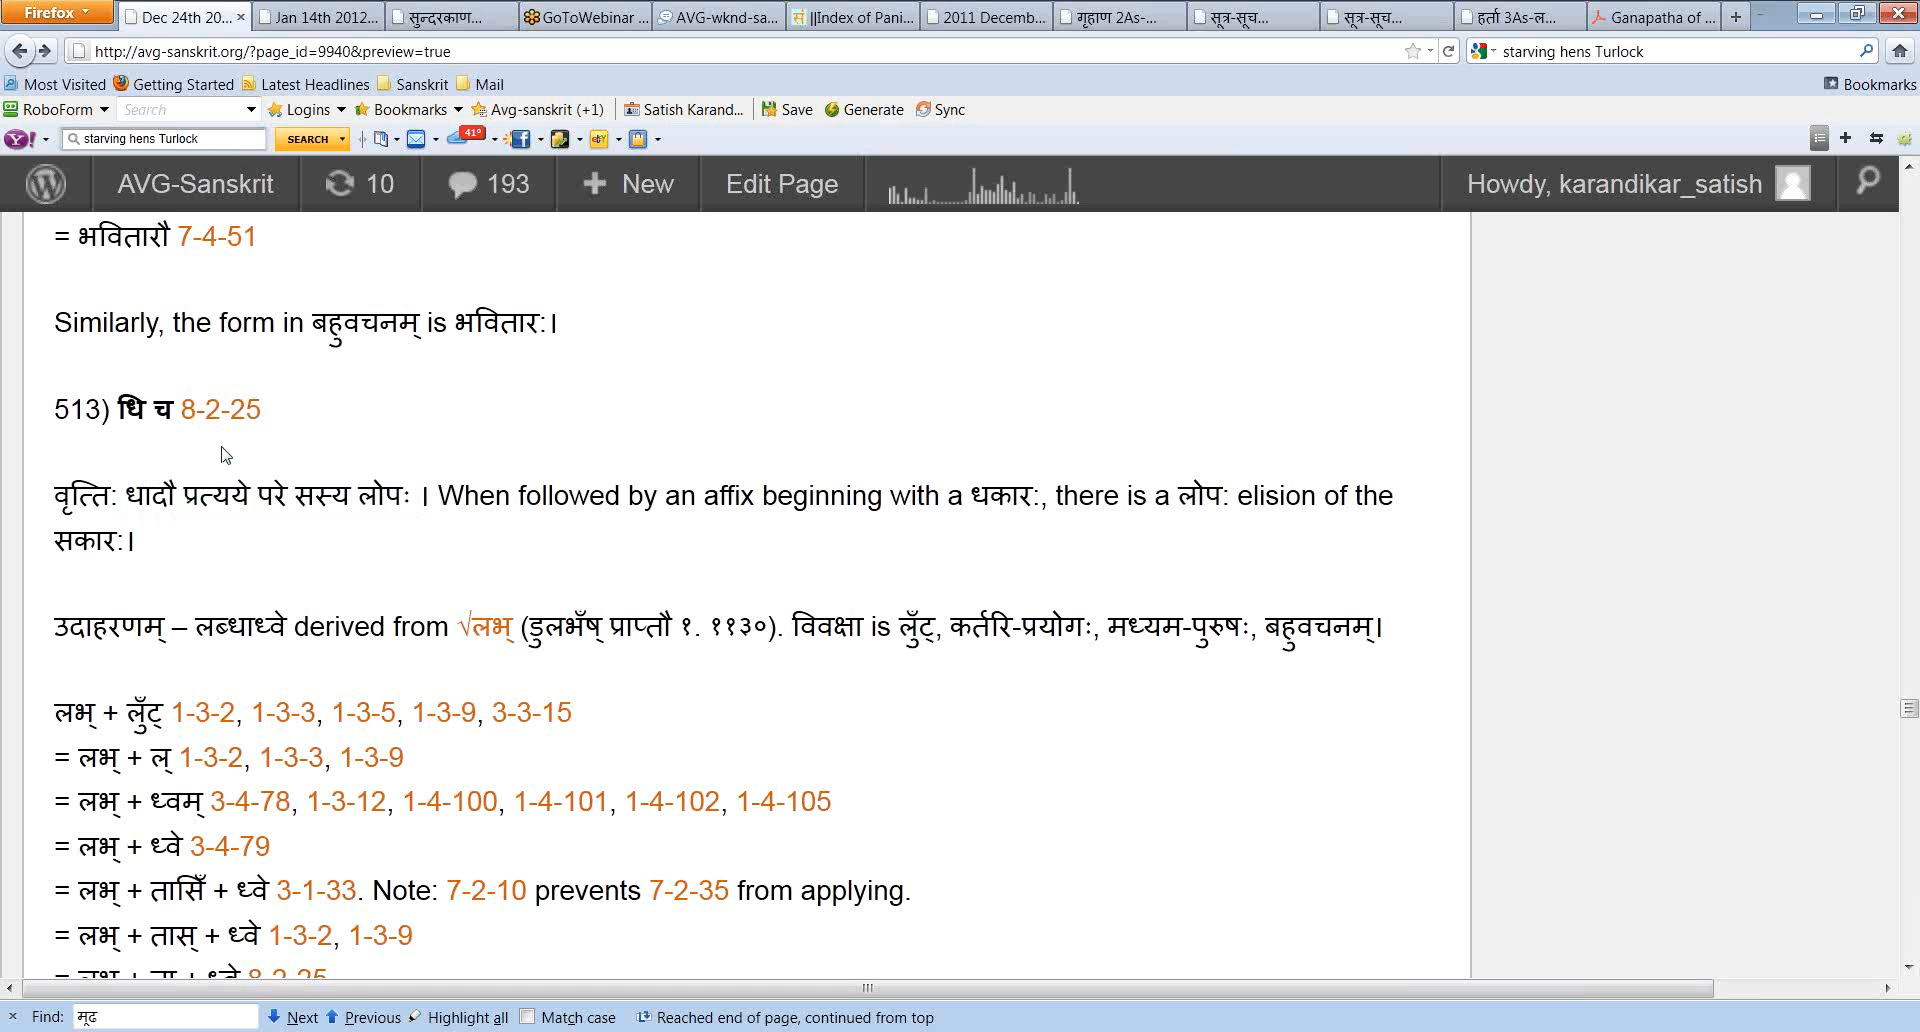 Firefox
Dec 24th 20...
Jan 14th 2012...
सुन्दरकाण...
GoToWebinar ...
AVG-wknd-sa...
||Index of Pani...
2011 Decemb...
गृहाण 2As-...
सूत्र-सूच...
सूत्र-सूच...
हर्ता 3As-ल...
Ganapatha of ...
http://avg-sanskrit.org/?page_id=9940&preview=true
starving hens Turlock
Most Visited Getting Started Latest Headlines Sanskrit Mail Bookmarks
RoboForm Search Logins Bookmarks Avg-sanskrit (+1) Satish Karand... Save Generate Sync
Y! starving hens Turlock SEARCH 41° eBY
AVG-Sanskrit 10 193 + New Edit Page Howdy, karandikar_satish
= भवितारौ 7-4-51
Similarly, the form in बहुवचनम् is भवितार:।
513) धि च 8-2-25
वृत्ति: धादौ प्रत्यये परे सस्य लोपः । When followed by an affix beginning with a धकार:, there is a लोप: elision of the
सकार:।
उदाहरणम् – लब्धाध्वे derived from √लभ् (डुलभँष् प्राप्तौ १. ११३०). विवक्षा is लुँट्, कर्तरि-प्रयोगः, मध्यम-पुरुषः, बहुवचनम्।
लभ् + लुँट् 1-3-2, 1-3-3, 1-3-5, 1-3-9, 3-3-15
= लभ् + ल् 1-3-2, 1-3-3, 1-3-9
= लभ् + ध्वम् 3-4-78, 1-3-12, 1-4-100, 1-4-101, 1-4-102, 1-4-105
= लभ् + ध्वे 3-4-79
= लभ् + तासिँ + ध्वे 3-1-33. Note: 7-2-10 prevents 7-2-35 from applying.
= लभ् + तास् + ध्वे 1-3-2, 1-3-9
= लभ् + ता + ध्वे 8-2-25
× Find: मूढ Next Previous Highlight all Match case Reached end of page, continued from top